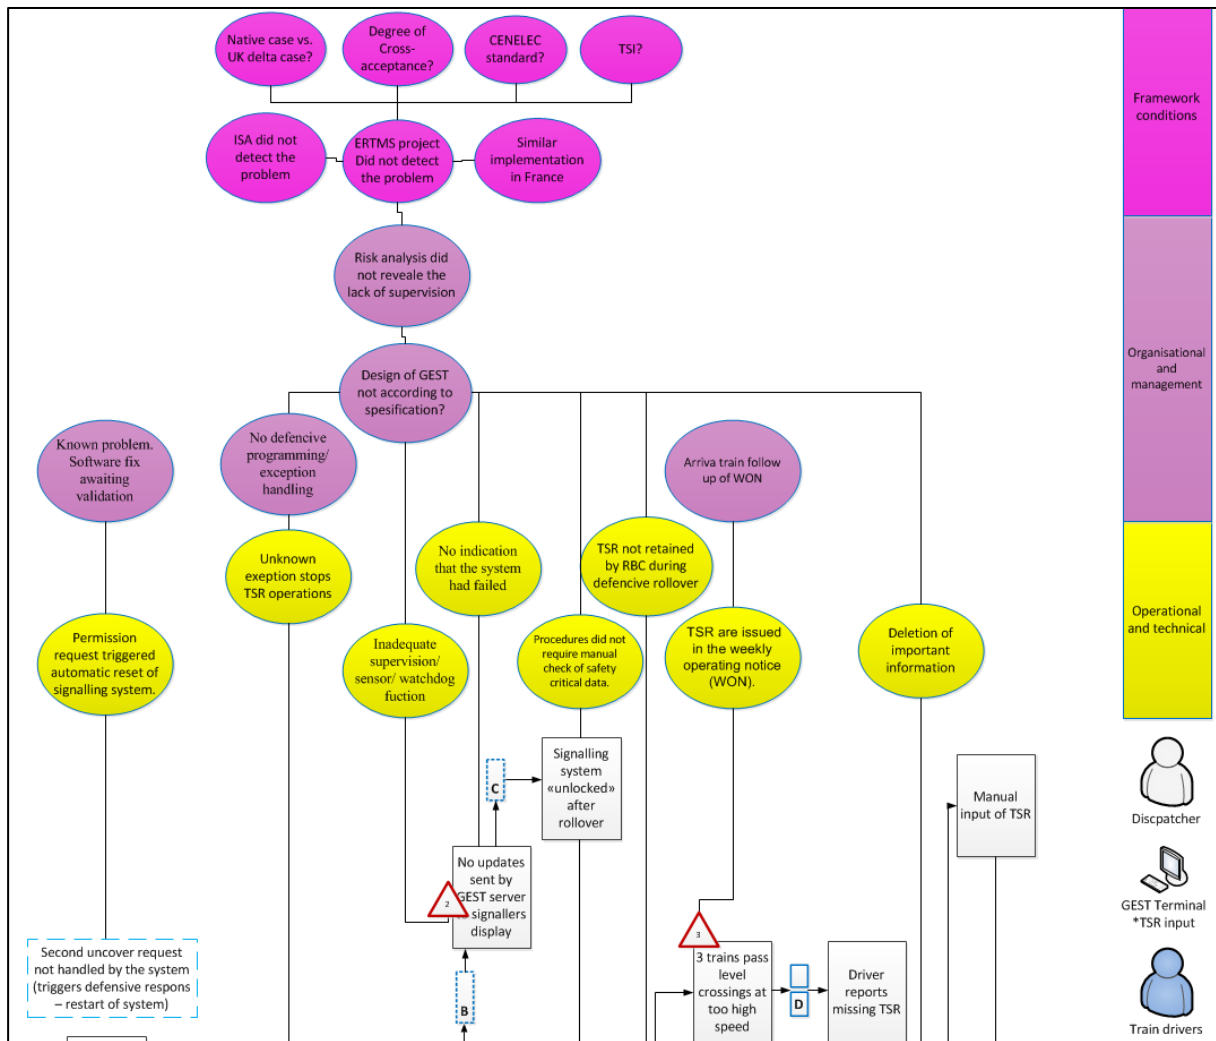 Native case vs.
UK delta case?
Degree of
Cross-
acceptance?
CENELEC
standard?
TSI?
Framework
conditions
ISA did not
detect the
problem
ERTMS project
Did not detect
the problem
Similar
implementation
in France
Risk analysis did
not reveale the
lack of supervision
Organisational
and
management
Design of GEST
not according to
spesification?
Known problem.
Software fix
awaiting
validation
No defencive
programming/
exception
handling
Arriva train follow
up of WON
Unknown
exeption stops
TSR operations
No indication
that the system
had failed
TSR not retained
by RBC during
defencive rollover
Operational
and technical
Permission
request triggered
automatic reset of
signalling system.
Inadequate
supervision/
sensor/ watchdog
fuction
Procedures did not
require manual
check of safety
critical data.
TSR are issued
in the weekly
operating notice
(WON).
Deletion of
important
information
C
Signalling
system
«unlocked»
after
rollover
Manual
input of TSR
Discpatcher
No updates
sent by
GEST server
signallers
display
2
GEST Terminal
*TSR input
Second uncover request
not handled by the system
(triggers defensive respons
– restart of system)
B
3
3 trains pass
level
crossings at
too high
speed
D
Driver
reports
missing TSR
Train drivers